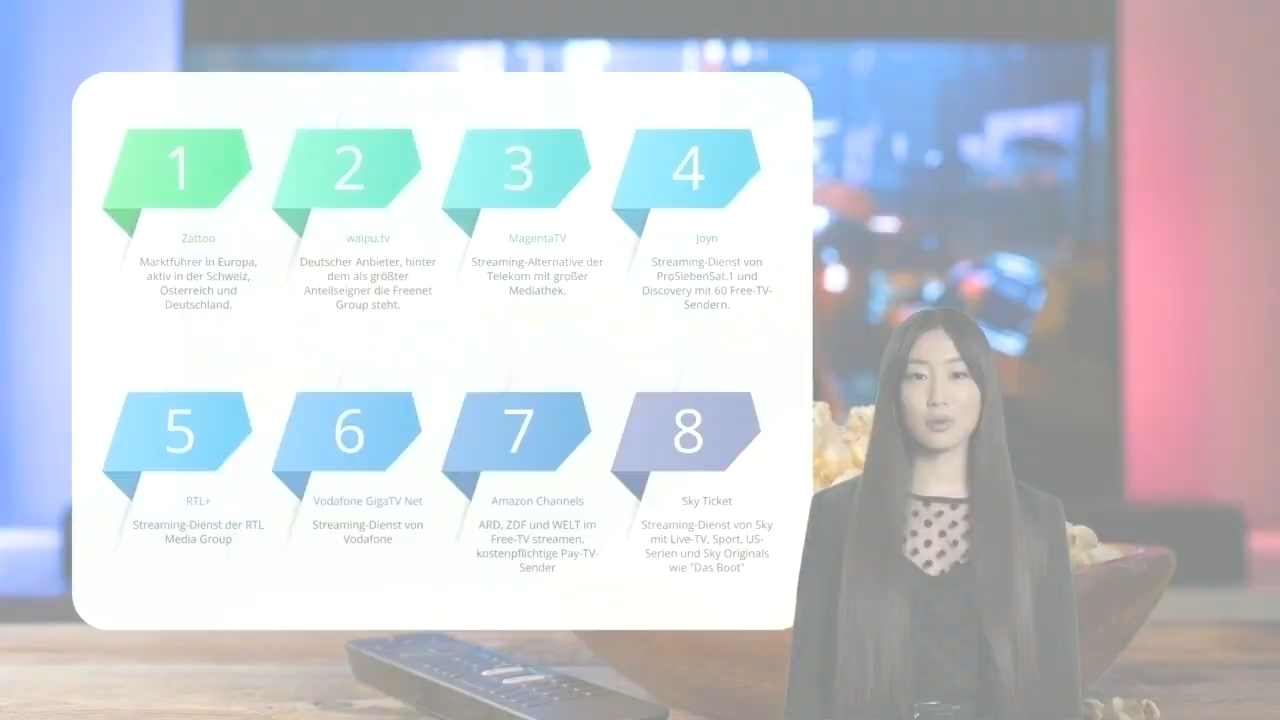 1
2
3
4
Zattoo
waipu.tv
MagentaTV
Joyn
Marktführer in Europa,
aktiv in der Schweiz,
Österreich und
Deutschland.
Deutscher Anbieter, hinter
dem als größter
Anteilseigner die Freenet
Group steht.
Streaming-Alternative der
Telekom mit großer
Mediathek.
Streaming-Dienst von
ProSiebenSat.1 und
Discovery mit 60 Free-TV-
Sendern.
5
6
7
8
RTL+
Vodafone GigaTV Net
Amazon Channels
Sky Ticket
Streaming-Dienst der RTL
Media Group
Streaming-Dienst von
Vodafone
ARD, ZDF und WELT im
Free-TV streamen,
kostenpflichtige Pay-TV-
Sender
Streaming-Dienst von Sky
mit Live-TV, Sport, US-
Serien und Sky Originals
wie "Das Boot"